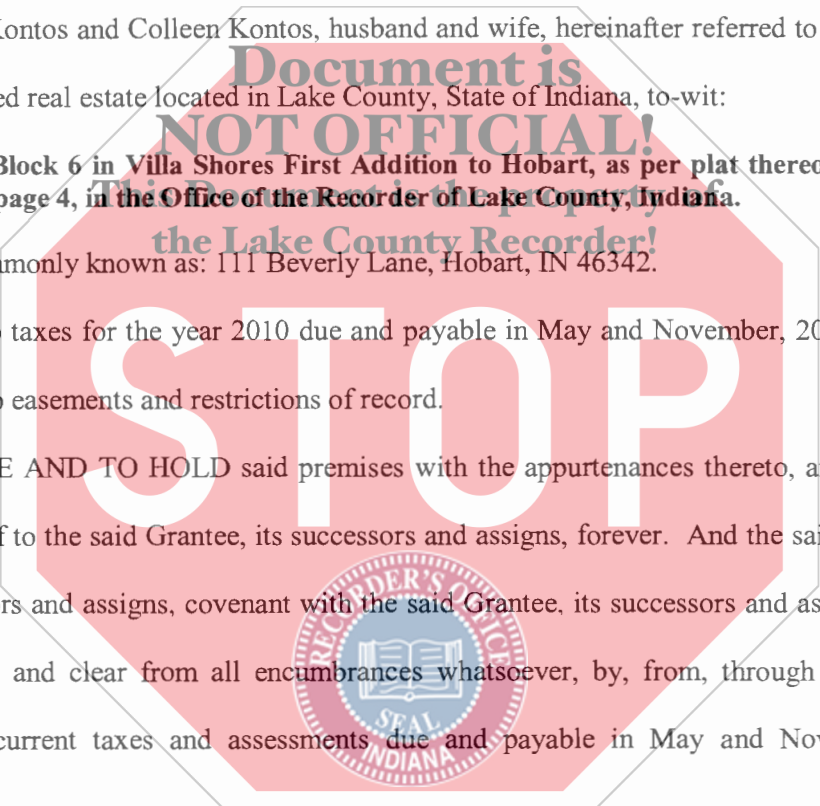 Kontos and Colleen Kontos, husband and wife, hereinafter referred to
Document is
ed real estate located in Lake County, State of Indiana, to-wit:
NOT OFFICIAL!
Block 6 in Villa Shores First Addition to Hobart, as per plat thereo
This Document is the property of
page 4, in the Office of the Recorder of Lake County, Indiana.
the Lake County Recorder!
mmonly known as: 111 Beverly Lane, Hobart, IN 46342.
taxes for the year 2010 due and payable in May and November, 20
STOP
easements and restrictions of record.
E AND TO HOLD said premises with the appurtenances thereto, a
f to the said Grantee, its successors and assigns, forever. And the sai
RECORDER'S OFFICE
rs and assigns, covenant with the said Grantee, its successors and as
and clear from all encumbrances whatsoever, by, from, through
SEAL
current taxes and assessments due and payable in May and Nov
INDIANA